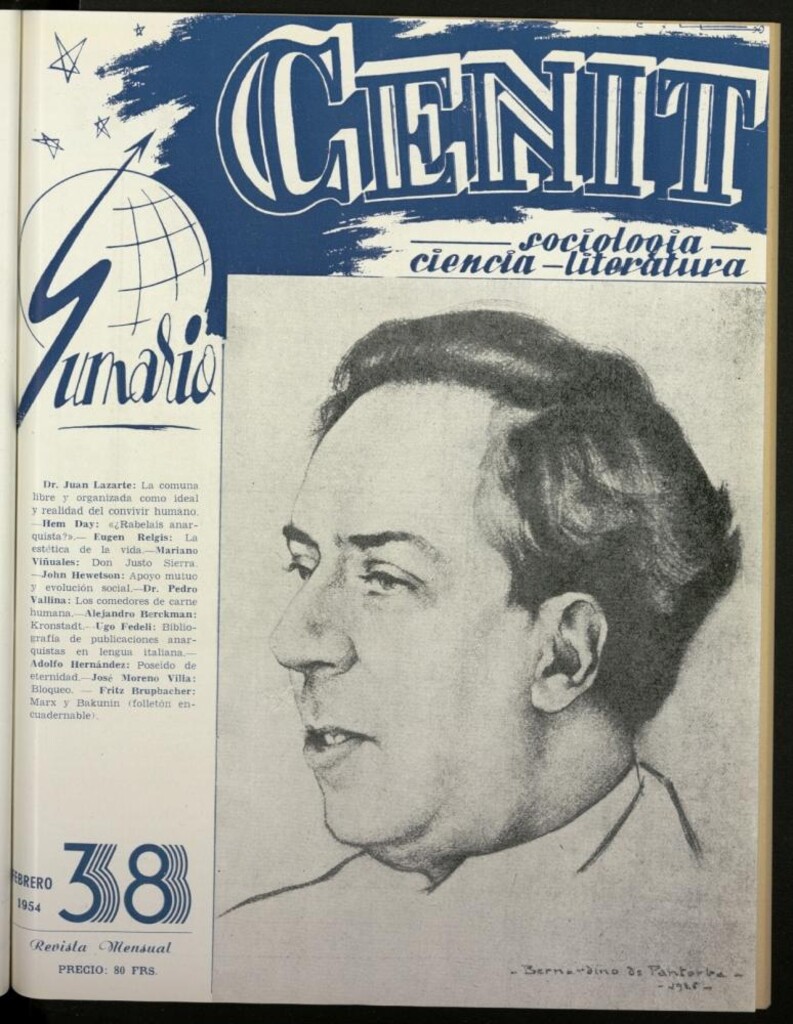 CENIT
sociologia
ciencia - literatura
Sumario
Dr. Juan Lazarte: La comuna
libre y organizada como ideal
y realidad del convivir humano.
—Hem Day: «¿Rabelais anar-
quista?».— Eugen Relgis: La
estética de la vida.—Mariano
Viñuales: Don Justo Sierra.
—John Hewetson: Apoyo mutuo
y evolución social.—Dr. Pedro
Vallina: Los comedores de carne
humana.—Alejandro Berckman:
Kronstadt.—Ugo Fedeli: Biblio-
grafía de publicaciones anar-
quistas en lengua italiana.—
Adolfo Hernández: Poseido de
eternidad.—José Moreno Villa:
Bloqueo. — Fritz Brupbacher:
Marx y Bakunin (folletón en-
cuadernable).
FEBRERO
1954
38
Revista Mensual
PRECIO: 80 FRS.
- Bernardino de Pantorba -